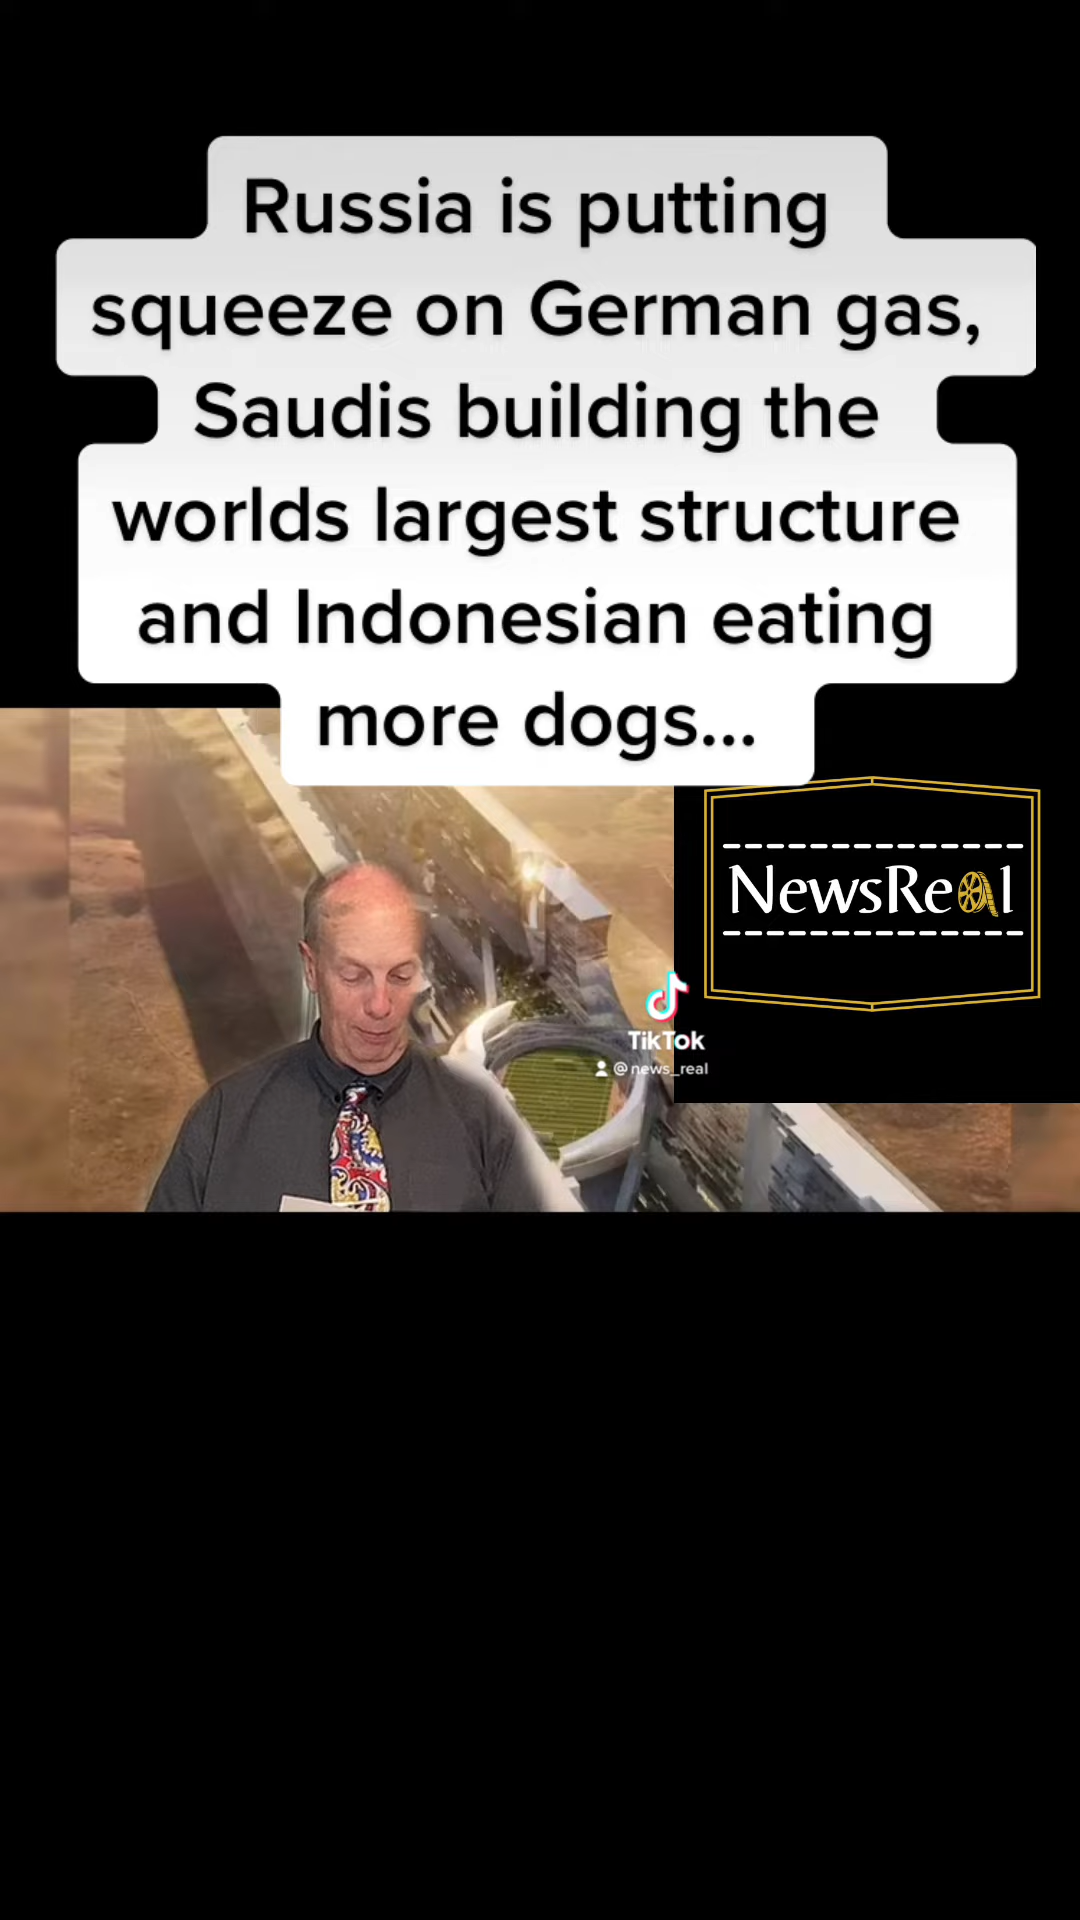 Russia is putting
squeeze on German gas,
Saudis building the
worlds largest structure
and Indonesian eating
more dogs...
NewsReal
TikTok
@news_real